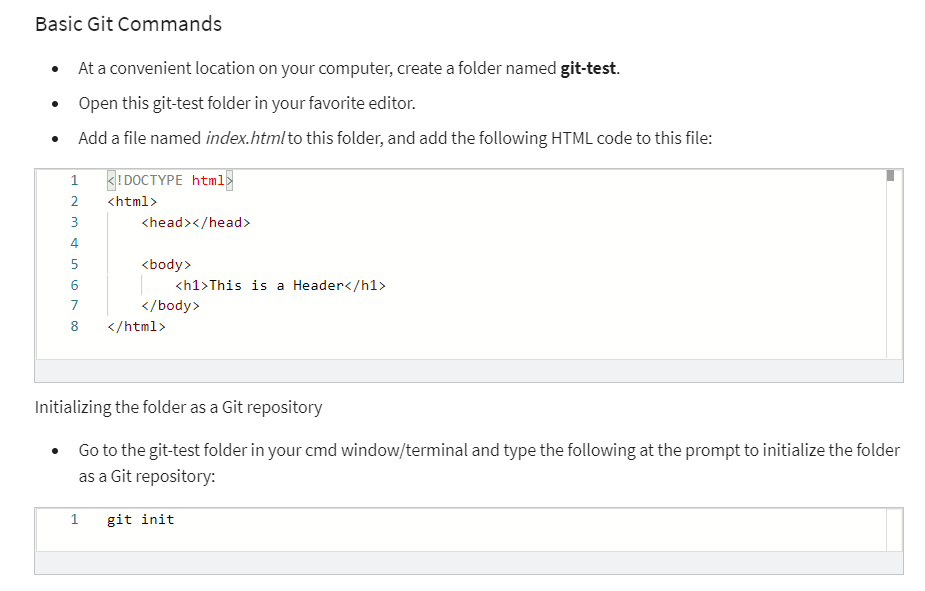 Basic Git Commands
• At a convenient location on your computer, create a folder named git-test.
• Open this git-test folder in your favorite editor.
• Add a file named index.html to this folder, and add the following HTML code to this file:
1 <!DOCTYPE html>
2 <html>
3     <head></head>
4
5     <body>
6         <h1>This is a Header</h1>
7     </body>
8 </html>
Initializing the folder as a Git repository
• Go to the git-test folder in your cmd window/terminal and type the following at the prompt to initialize the folder
as a Git repository:
1 git init